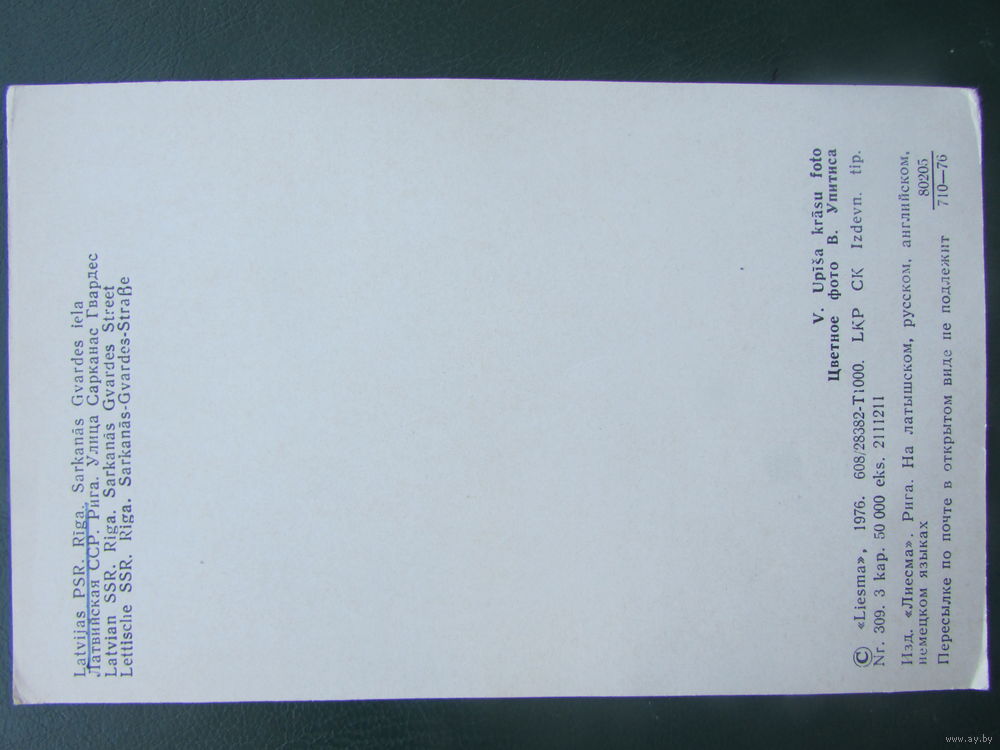 Latvijas PSR. Rīga. Sarkanās Gvardes iela
Латвийская ССР. Рига. Улица Сарканас Гвардес
Latvian SSR. Riga. Sarkanās Gvardes Street
Lettische SSR. Riga. Sarkanās-Gvardes-Straße
V. Upīša krāsu foto
Цветное фото В. Упитиса
© «Liesma», 1976. 608/28382-T1000. LKP CK Izdevn. tip.
Nr. 309. 3 kap. 50 000 eks. 2111211
Изд. «Лиесма». Рига. На латышском, русском, английском,
немецком языках
80205
710—76
Пересылке по почте в открытом виде не подлежит
www.ay.by